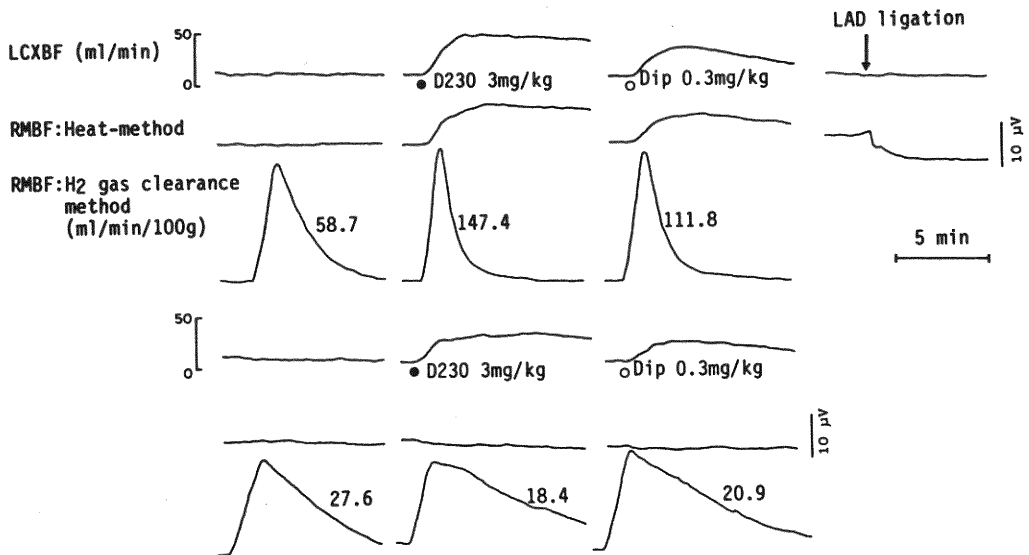 LAD ligation
50
LCXBF (ml/min)
0
D230 3mg/kg
Dip 0.3mg/kg
RMBF:Heat-method
10 μV
RMBF:H2 gas clearance
method
(ml/min/100g)
58.7
147.4
111.8
5 min
50
0
D230 3mg/kg
Dip 0.3mg/kg
10 μV
27.6
18.4
20.9